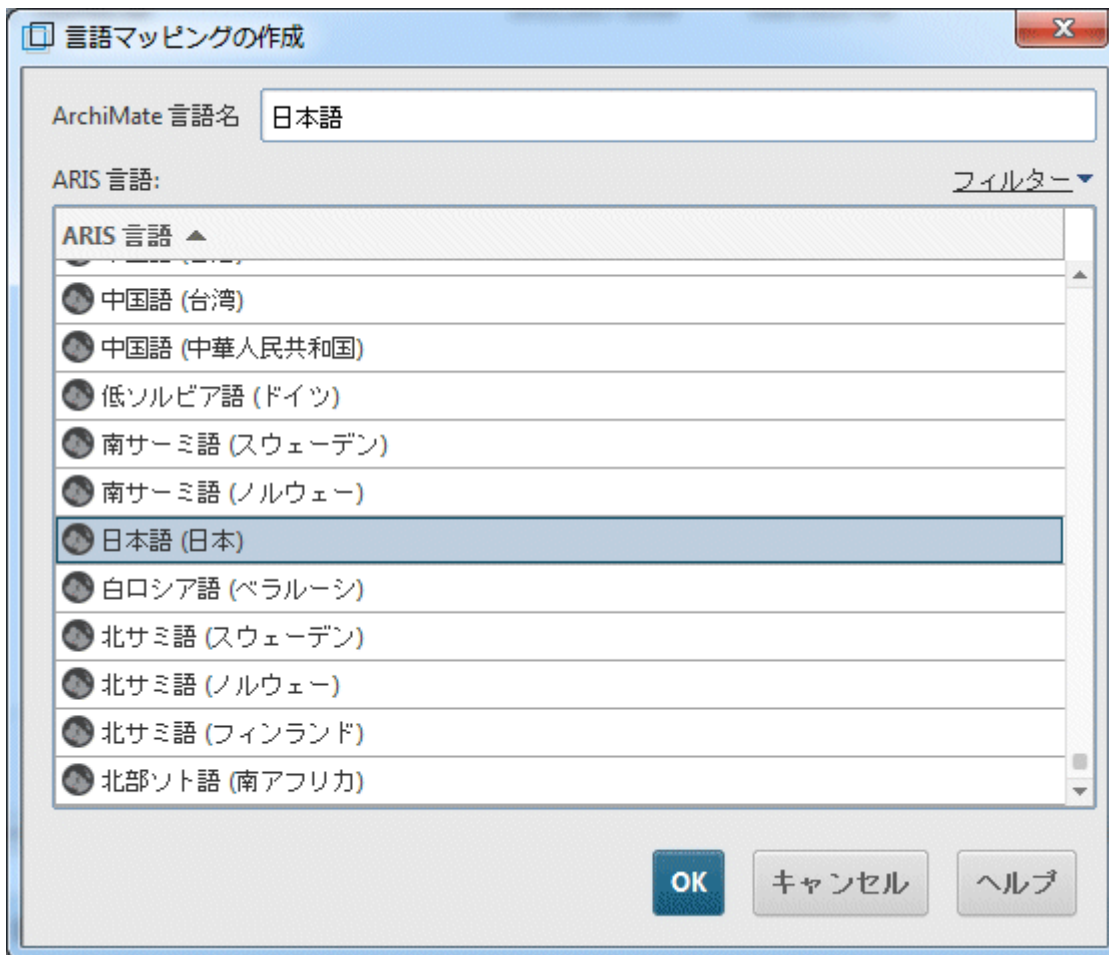 言語マッピングの作成
ArchiMate 言語名 日本語
ARIS 言語: フィルター
ARIS 言語
中国語 (台湾)
中国語 (中華人民共和国)
低ソルビア語 (ドイツ)
南サーミ語 (スウェーデン)
南サーミ語 (ノルウェー)
日本語 (日本)
白ロシア語 (ベラルーシ)
北サミ語 (スウェーデン)
北サミ語 (ノルウェー)
北サミ語 (フィンランド)
北部ソト語 (南アフリカ)
OK キャンセル ヘルプ